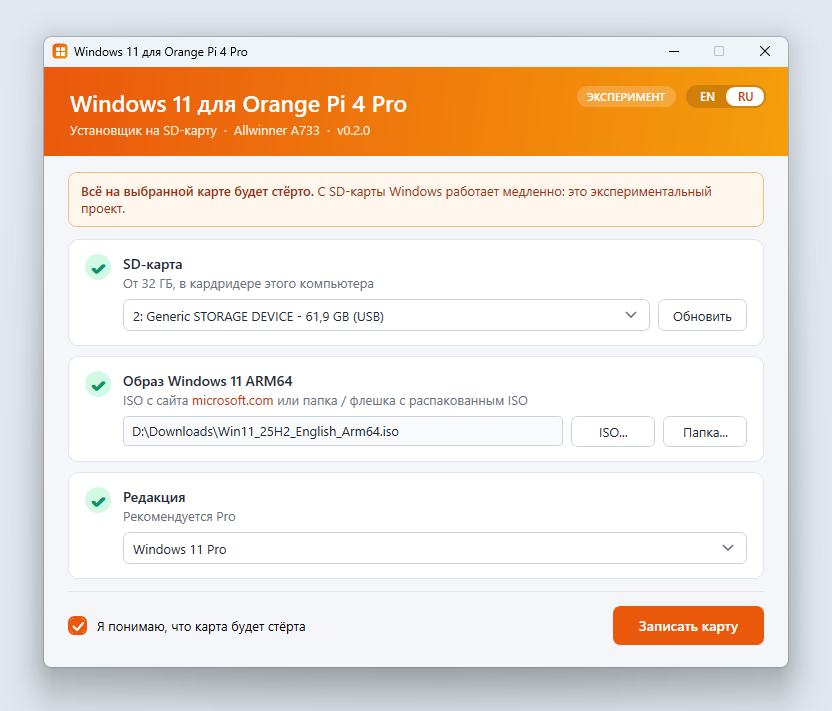 Windows 11 для Orange Pi 4 Pro
Windows 11 для Orange Pi 4 Pro
ЭКСПЕРИМЕНТ
EN
RU
Установщик на SD-карту · Allwinner A733 · v0.2.0
Всё на выбранной карте будет стёрто. С SD-карты Windows работает медленно: это экспериментальный
проект.
SD-карта
От 32 ГБ, в кардридере этого компьютера
2: Generic STORAGE DEVICE - 61,9 GB (USB)
Обновить
Образ Windows 11 ARM64
ISO с сайта microsoft.com или папка / флешка с распакованным ISO
D:\Downloads\Win11_25H2_English_Arm64.iso
ISO...
Папка...
Редакция
Рекомендуется Pro
Windows 11 Pro
Я понимаю, что карта будет стёрта
Записать карту